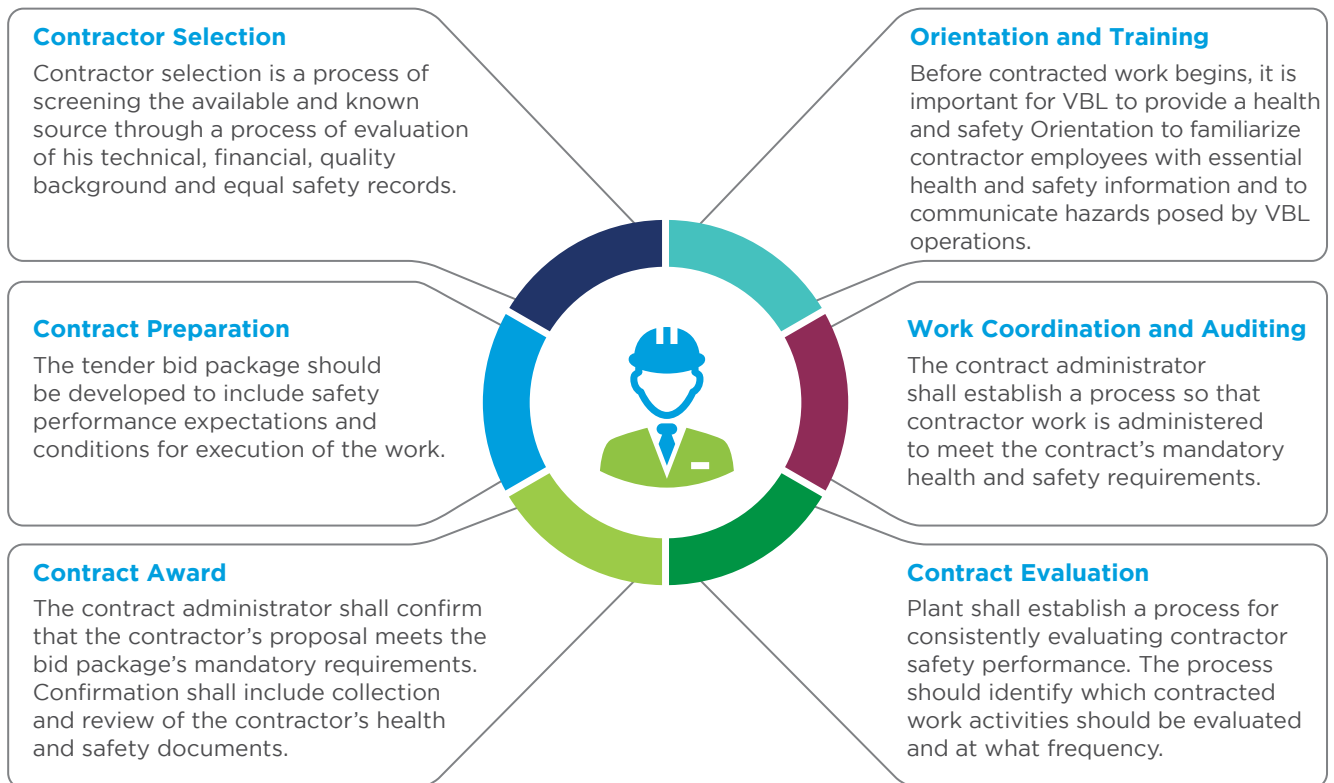 Contractor Selection
Contractor selection is a process of
screening the available and known
source through a process of evaluation
of his technical, financial, quality
background and equal safety records.
Contract Preparation
The tender bid package should
be developed to include safety
performance expectations and
conditions for execution of the work.
Contract Award
The contract administrator shall confirm
that the contractor's proposal meets the
bid package's mandatory requirements.
Confirmation shall include collection
and review of the contractor's health
and safety documents.
Orientation and Training
Before contracted work begins, it is
important for VBL to provide a health
and safety Orientation to familiarize
contractor employees with essential
health and safety information and to
communicate hazards posed by VBL
operations.
Work Coordination and Auditing
The contract administrator
shall establish a process so that
contractor work is administered
to meet the contract's mandatory
health and safety requirements.
Contract Evaluation
Plant shall establish a process for
consistently evaluating contractor
safety performance. The process
should identify which contracted
work activities should be evaluated
and at what frequency.